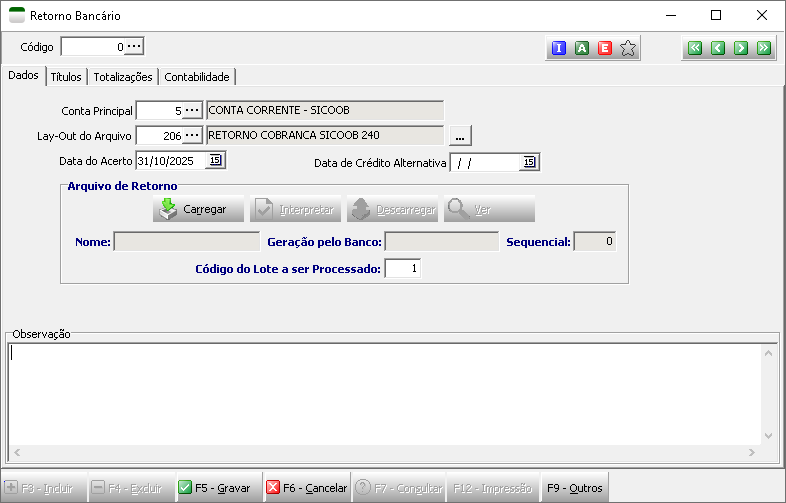 Retorno Bancário
Código 0 ... I A E
Dados Títulos Totalizações Contabilidade
Conta Principal 5 ... CONTA CORRENTE - SICOOB
Lay-Out do Arquivo 206 ... RETORNO COBRANCA SICOOB 240 ...
Data do Acerto 31/10/2025 15 Data de Crédito Alternativa / / 15
Arquivo de Retorno
Carregar Interpretar Descarregar Ver
Nome: Geração pelo Banco: Sequencial: 0
Código do Lote a ser Processado: 1
Observação
F3 - Incluir F4 - Excluir F5 - Gravar F6 - Cancelar F7 - Consultar F12 - Impressão F9 - Outros